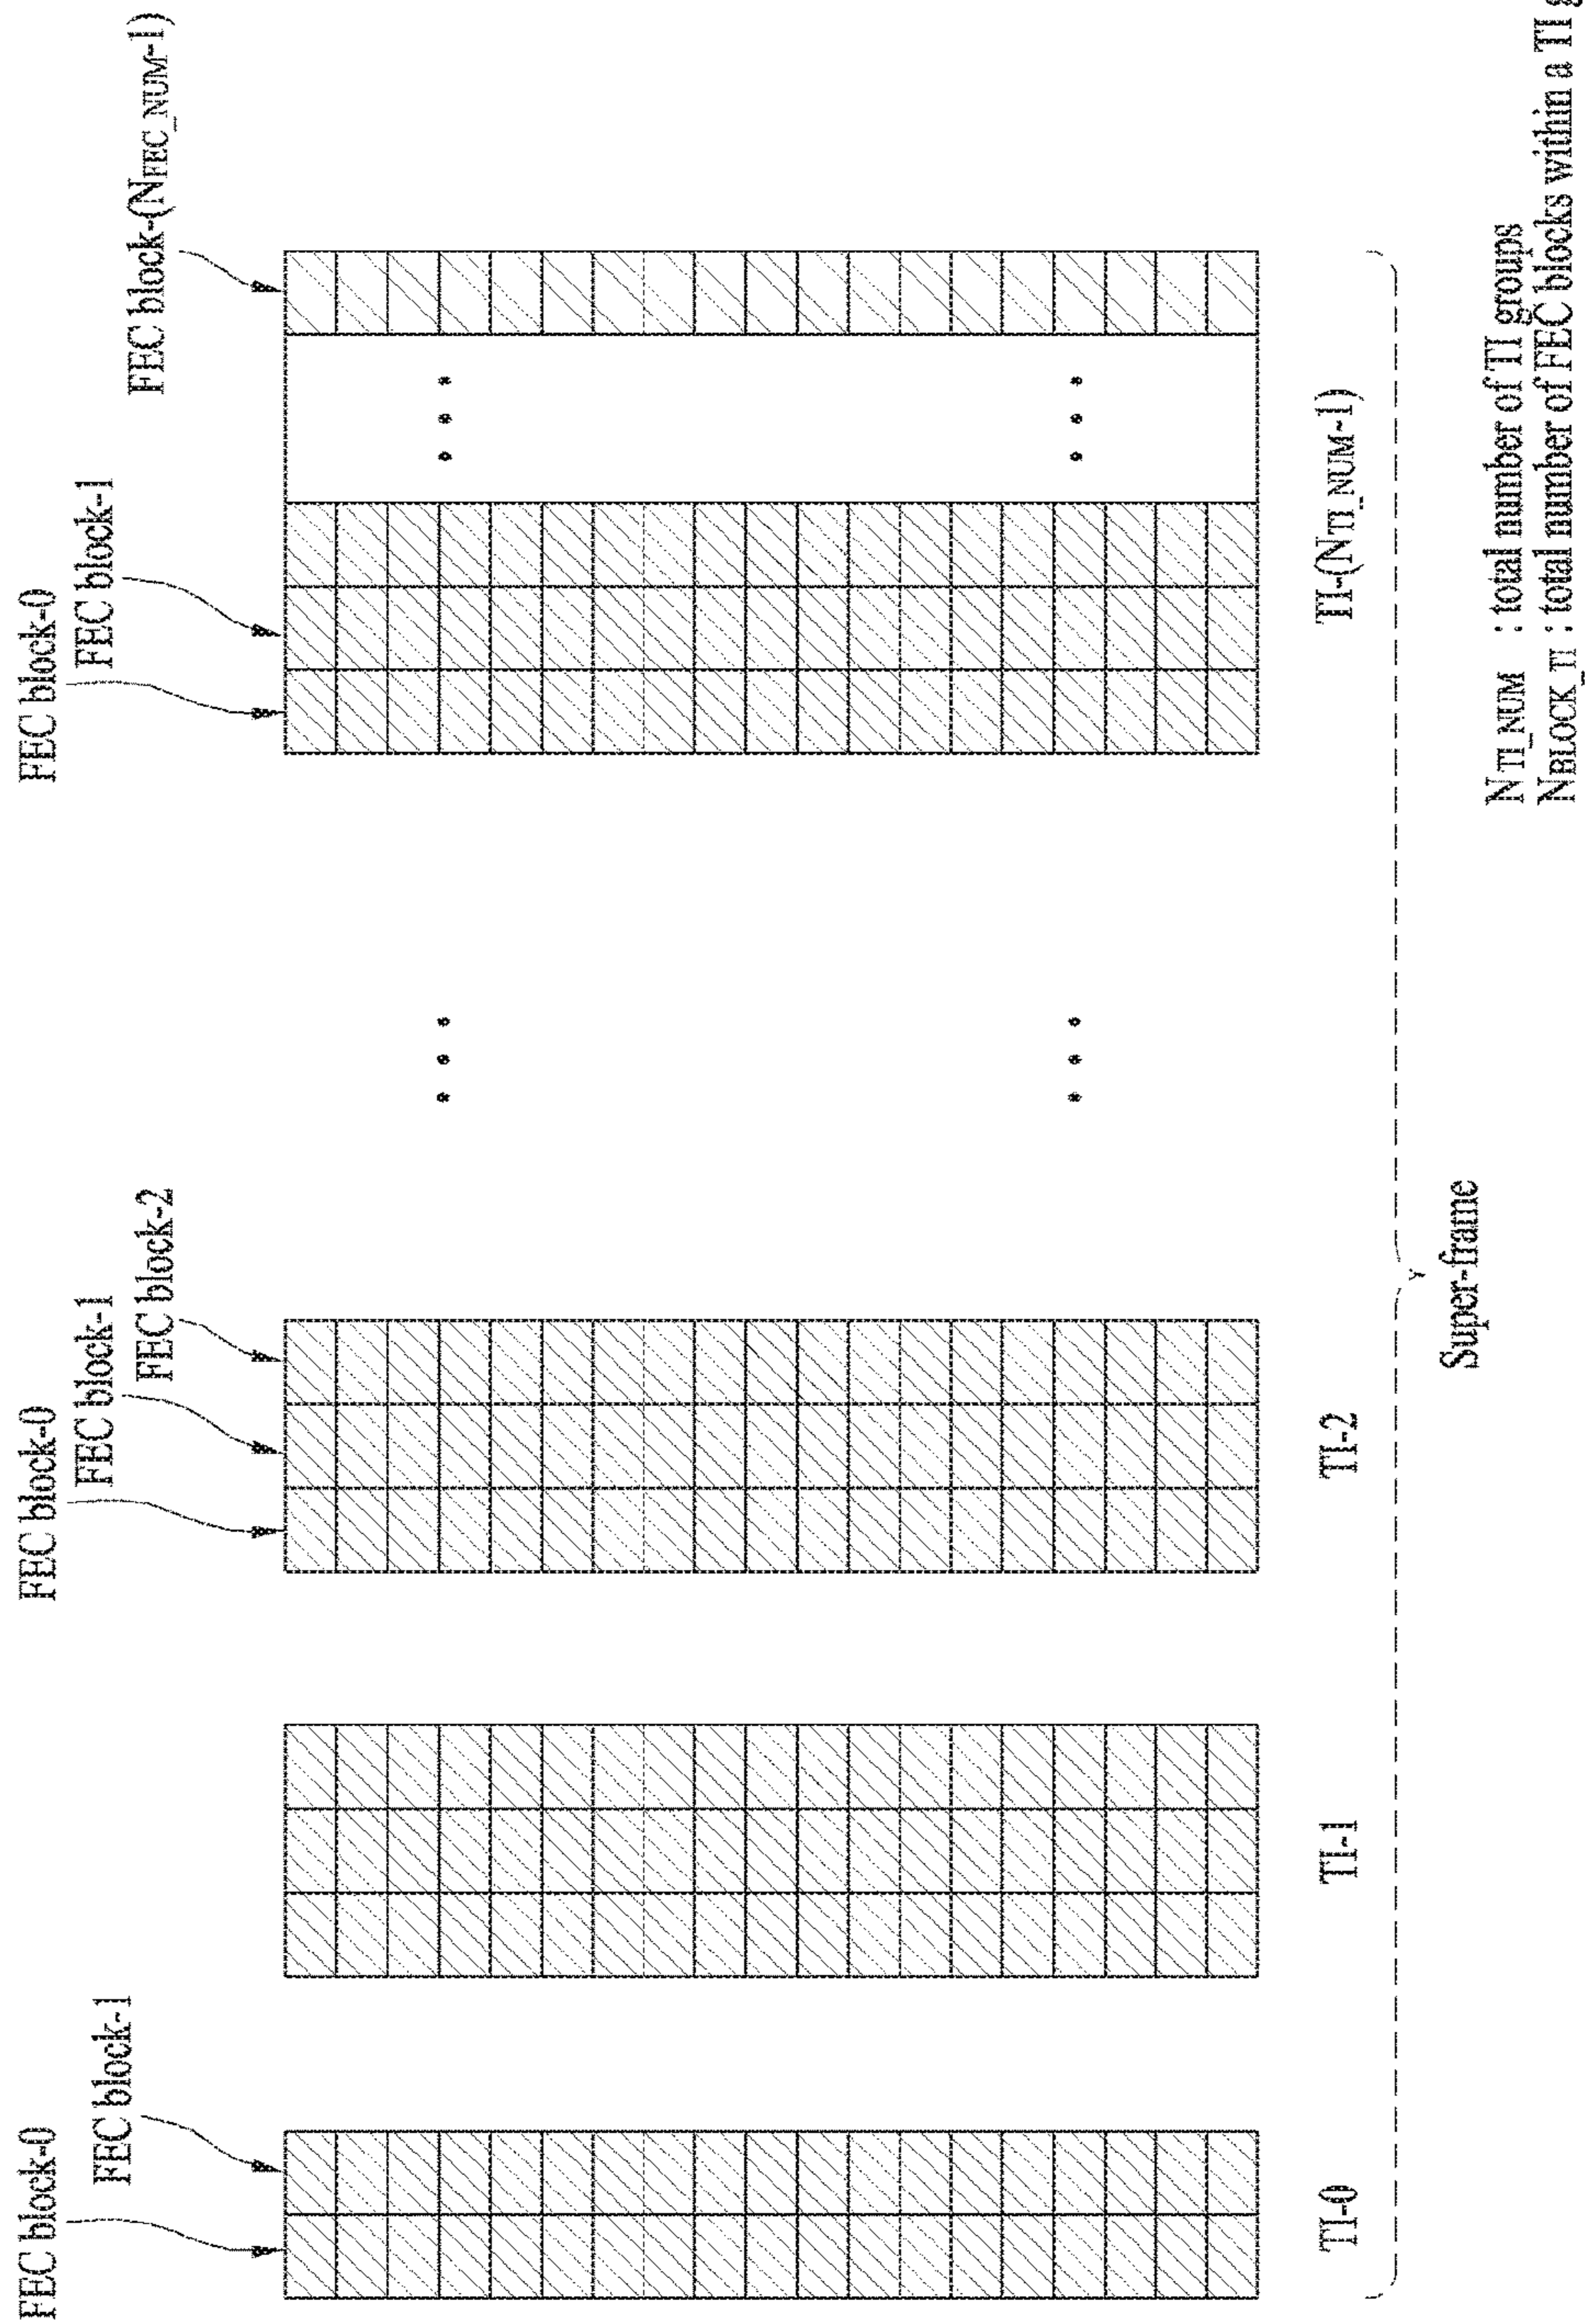 FEC block-0
FEC block-1
FEC block-0
FEC block-1
FEC block-2
FEC block-0
FEC block-1
FEC block-(NFEC_NUM-1)
TI-0
TI-1
TI-2
TI-(NTI_NUM-1)
Super-frame
NTI_NUM : total number of TI groups
NBLOCK_TI : total number of FEC blocks within a TI